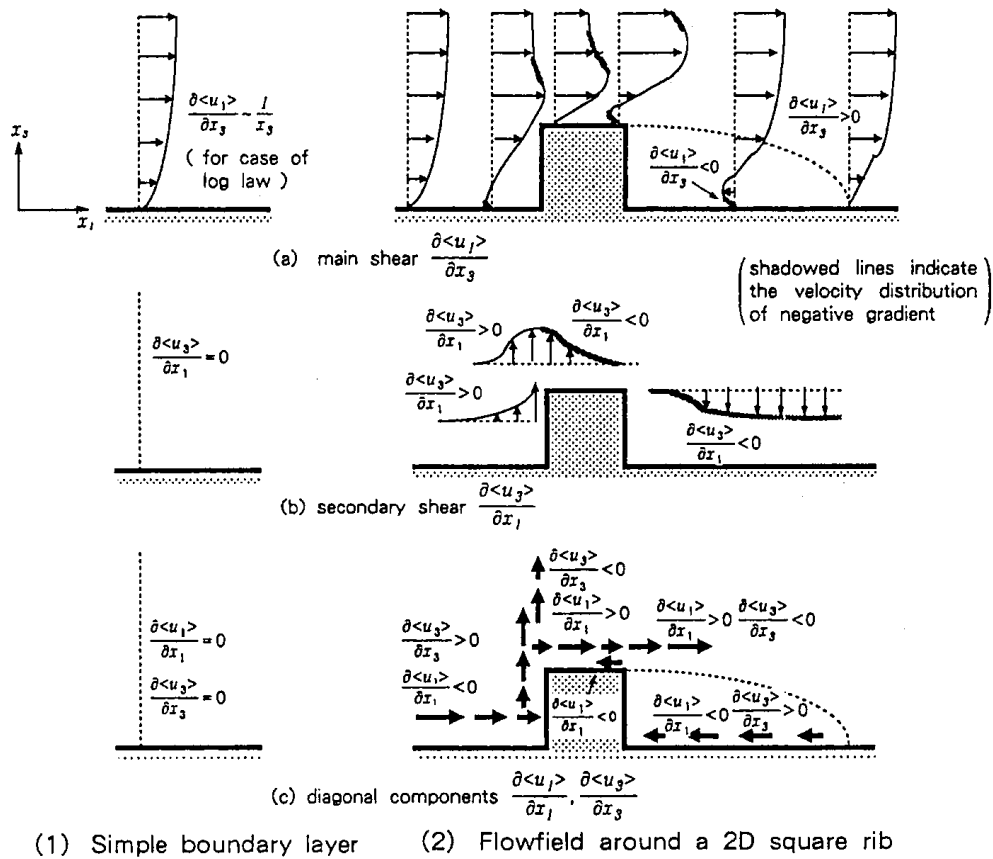 ∂<u₁>/∂x₃ ~ 1/x₃
( for case of
log law )
x₃
x₁
∂<u₁>/∂x₃ > 0
∂<u₁>/∂x₃ < 0
(a) main shear ∂<u₁>/∂x₃
(shadowed lines indicate
the velocity distribution
of negative gradient)
∂<u₃>/∂x₁ = 0
∂<u₃>/∂x₁ > 0
∂<u₃>/∂x₁ < 0
∂<u₃>/∂x₁ > 0
∂<u₃>/∂x₁ < 0
(b) secondary shear ∂<u₃>/∂x₁
∂<u₁>/∂x₁ = 0
∂<u₃>/∂x₃ = 0
∂<u₃>/∂x₃ < 0
∂<u₁>/∂x₁ > 0
∂<u₁>/∂x₁ > 0 ∂<u₃>/∂x₃ < 0
∂<u₃>/∂x₃ > 0
∂<u₁>/∂x₁ < 0
∂<u₁>/∂x₁ < 0
∂<u₁>/∂x₁ < 0 ∂<u₃>/∂x₃ > 0
(c) diagonal components ∂<u₁>/∂x₁, ∂<u₃>/∂x₃
(1) Simple boundary layer
(2) Flowfield around a 2D square rib